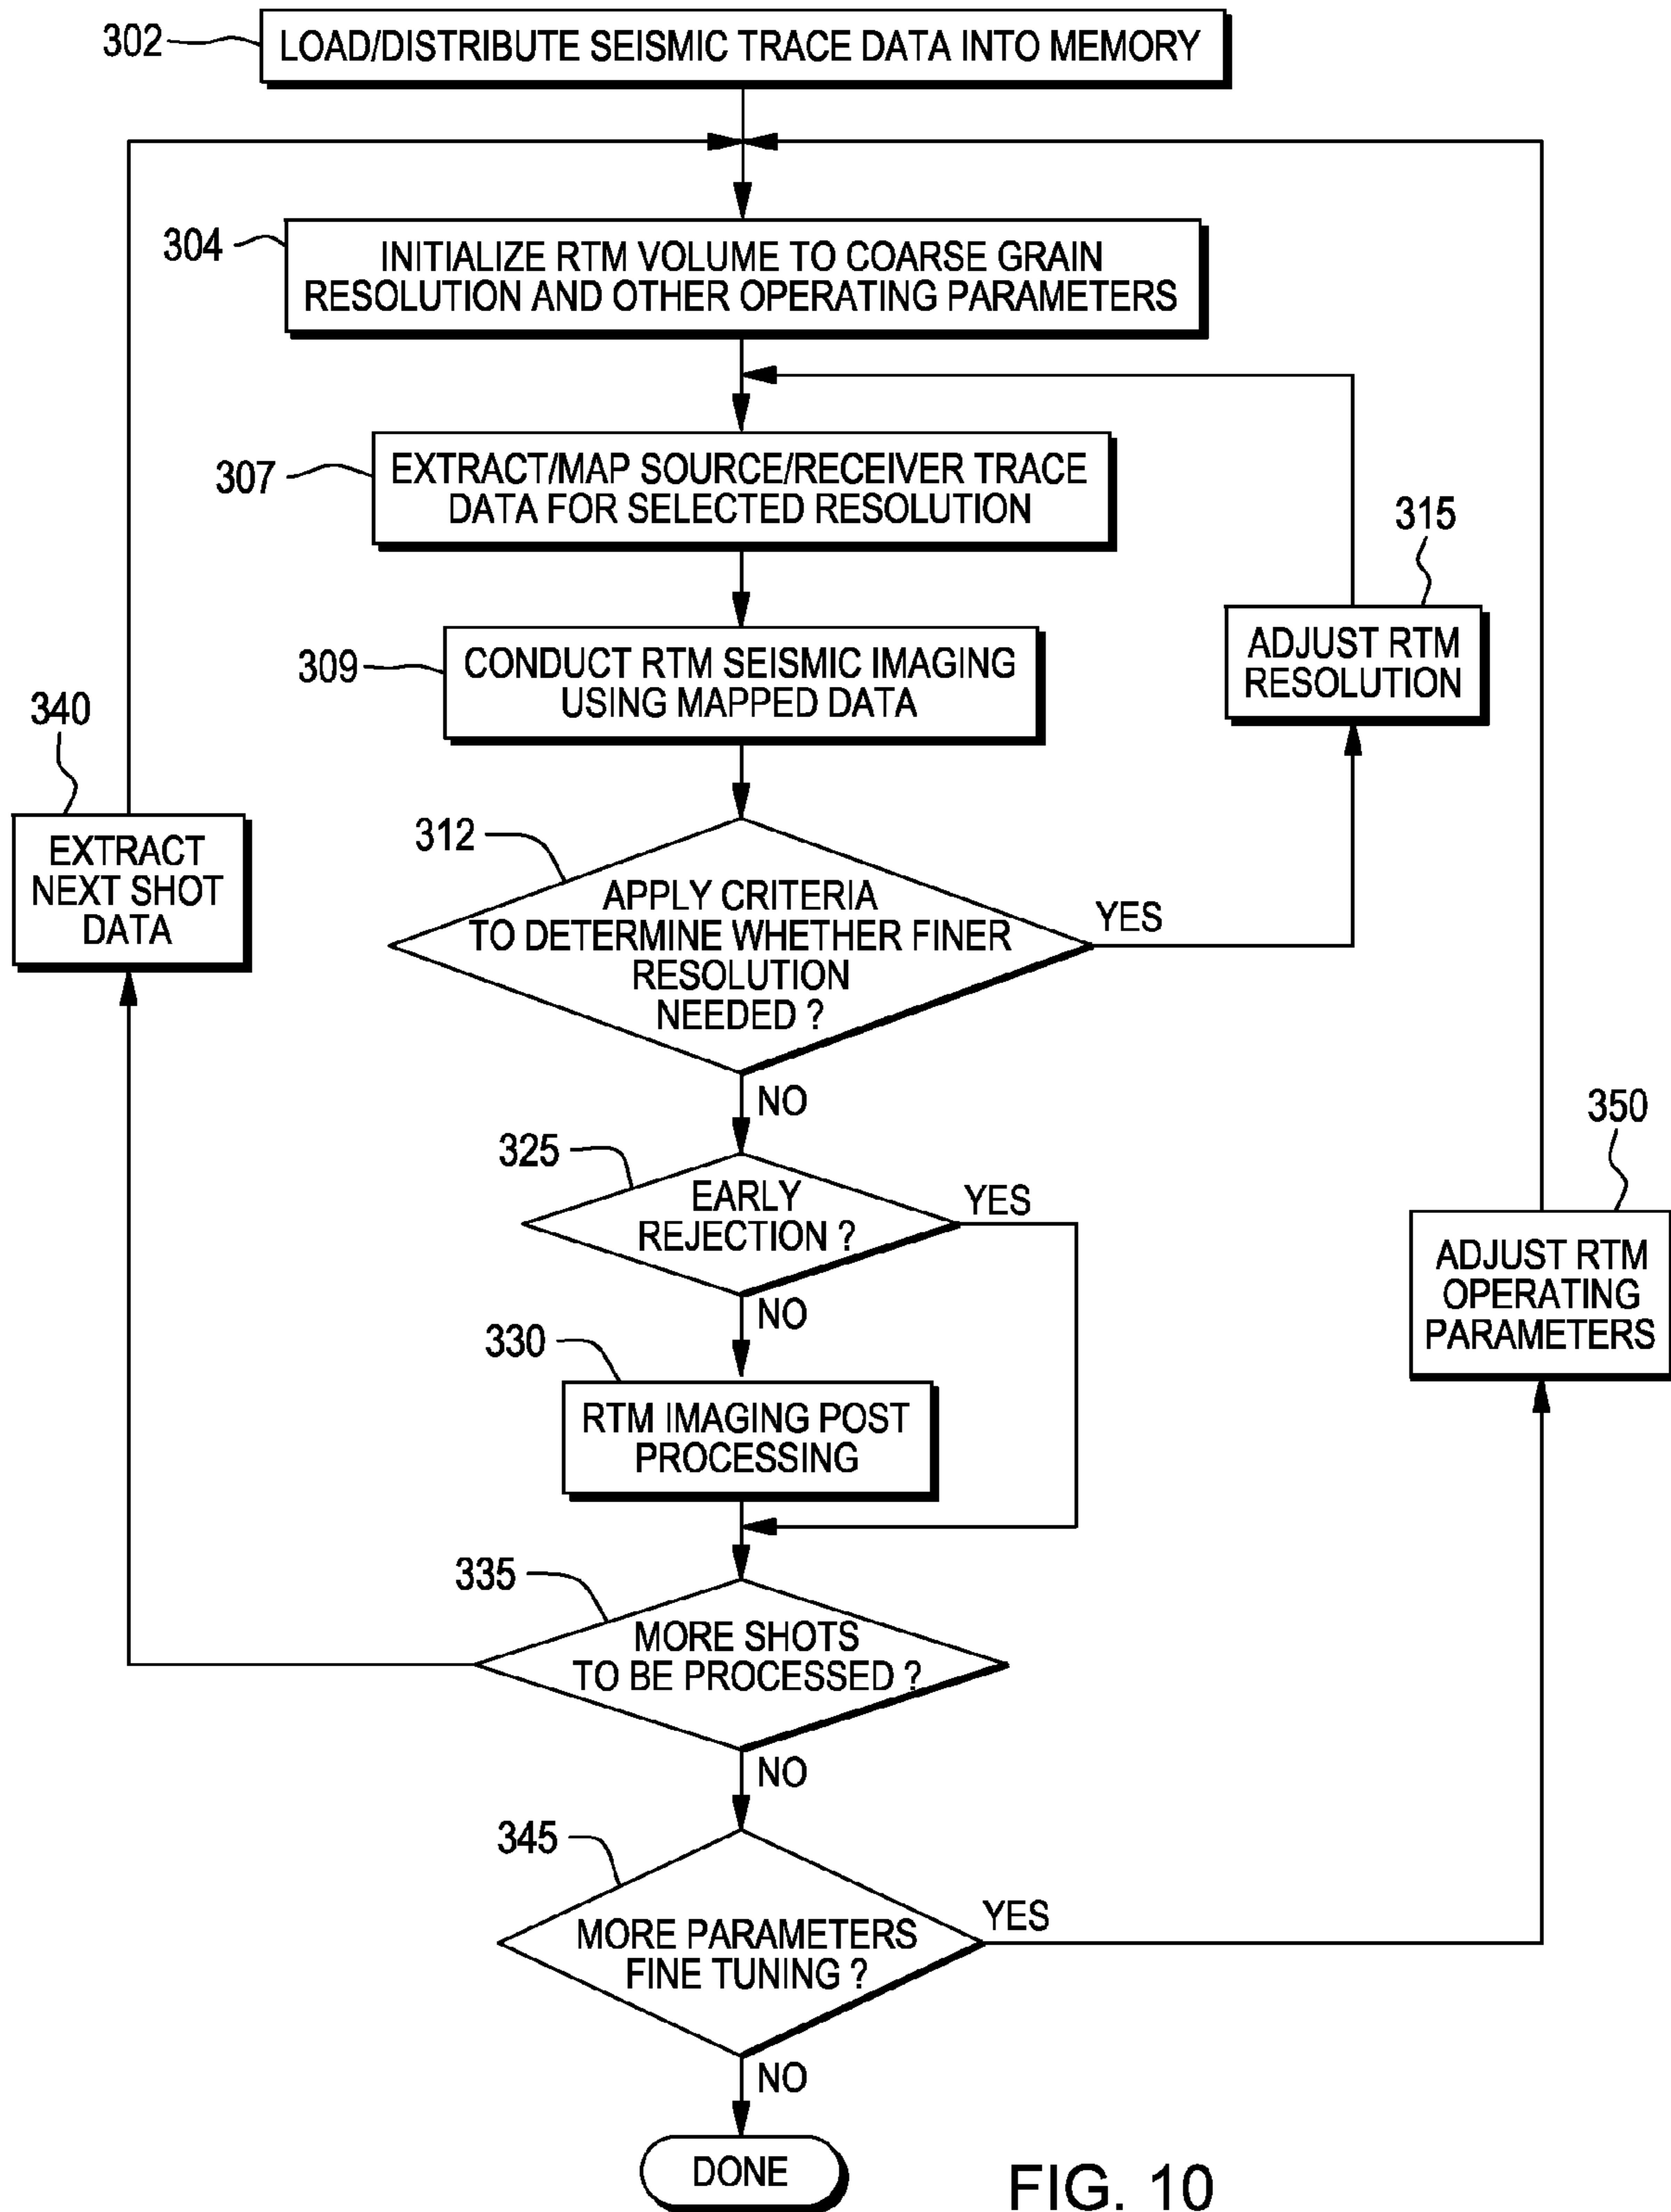 302
LOAD/DISTRIBUTE SEISMIC TRACE DATA INTO MEMORY
304
INITIALIZE RTM VOLUME TO COARSE GRAIN
RESOLUTION AND OTHER OPERATING PARAMETERS
307
EXTRACT/MAP SOURCE/RECEIVER TRACE
DATA FOR SELECTED RESOLUTION
315
ADJUST RTM
RESOLUTION
309
CONDUCT RTM SEISMIC IMAGING
USING MAPPED DATA
340
EXTRACT
NEXT SHOT
DATA
312
APPLY CRITERIA
TO DETERMINE WHETHER FINER
RESOLUTION
NEEDED ?
YES
NO
325
EARLY
REJECTION ?
YES
NO
350
ADJUST RTM
OPERATING
PARAMETERS
330
RTM IMAGING POST
PROCESSING
335
MORE SHOTS
TO BE PROCESSED ?
NO
345
MORE PARAMETERS
FINE TUNING ?
YES
NO
DONE
FIG. 10